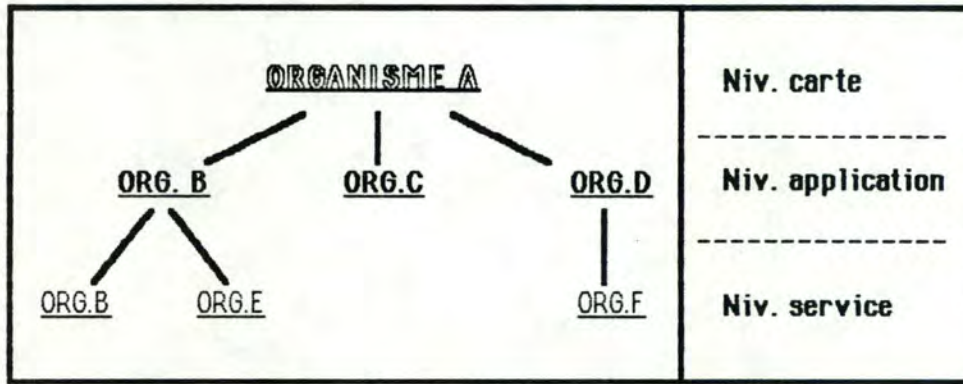 ORGANISME A
Niv. carte
ORG. B ORG.C ORG.D
Niv. application
ORG.B ORG.E ORG.F
Niv. service